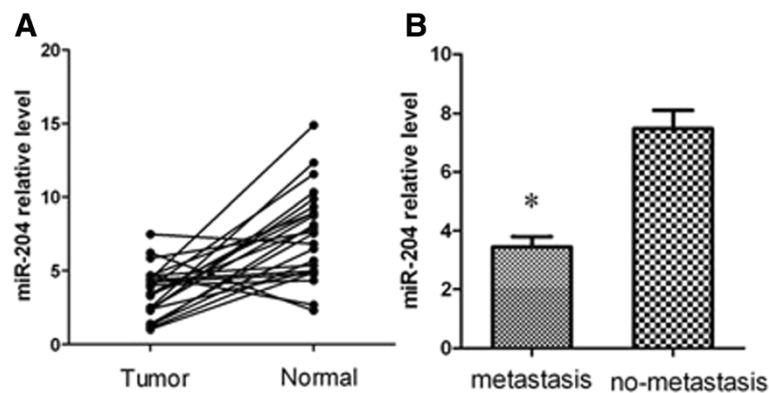 A
B
miR-204 relative level
20
15
10
5
0
Tumor Normal
miR-204 relative level
10
8
6
4
2
0
*
metastasis no-metastasis